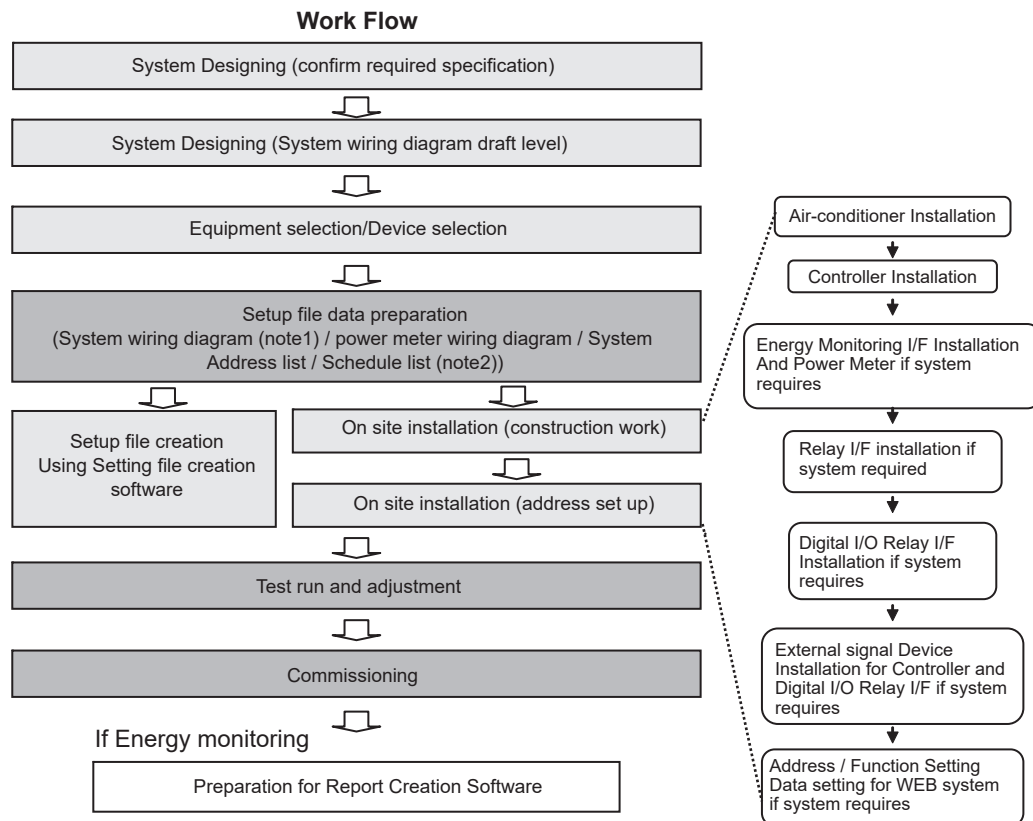 Work Flow
System Designing (confirm required specification)
System Designing (System wiring diagram draft level)
Equipment selection/Device selection
Setup file data preparation
(System wiring diagram (note1) / power meter wiring diagram / System
Address list / Schedule list (note2))
Setup file creation
Using Setting file creation
software
On site installation (construction work)
On site installation (address set up)
Test run and adjustment
Commissioning
If Energy monitoring
Preparation for Report Creation Software
Air-conditioner Installation
Controller Installation
Energy Monitoring I/F Installation
And Power Meter if system
requires
Relay I/F installation if
system required
Digital I/O Relay I/F
Installation if system
requires
External signal Device
Installation for Controller and
Digital I/O Relay I/F if system
requires
Address / Function Setting
Data setting for WEB system
if system requires